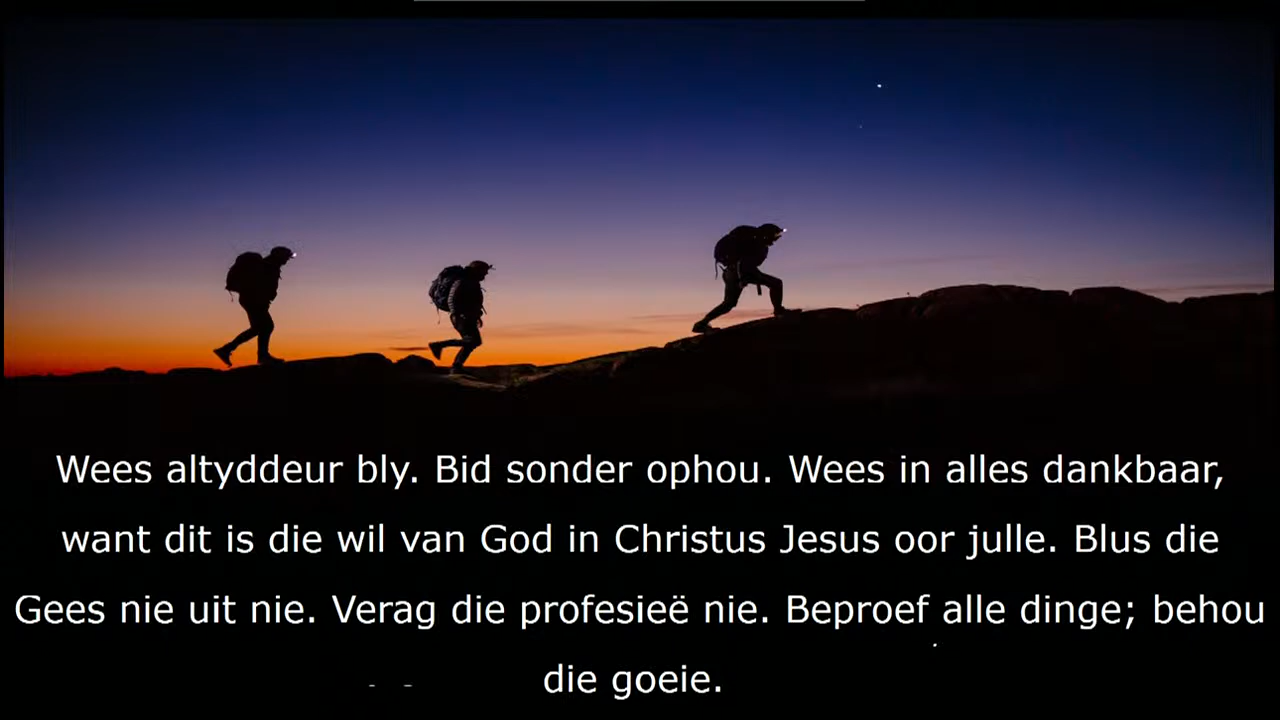 Wees altyddeur bly. Bid sonder ophou. Wees in alles dankbaar,
want dit is die wil van God in Christus Jesus oor julle. Blus die
Gees nie uit nie. Verag die profesieë nie. Beproef alle dinge; behou
die goeie.